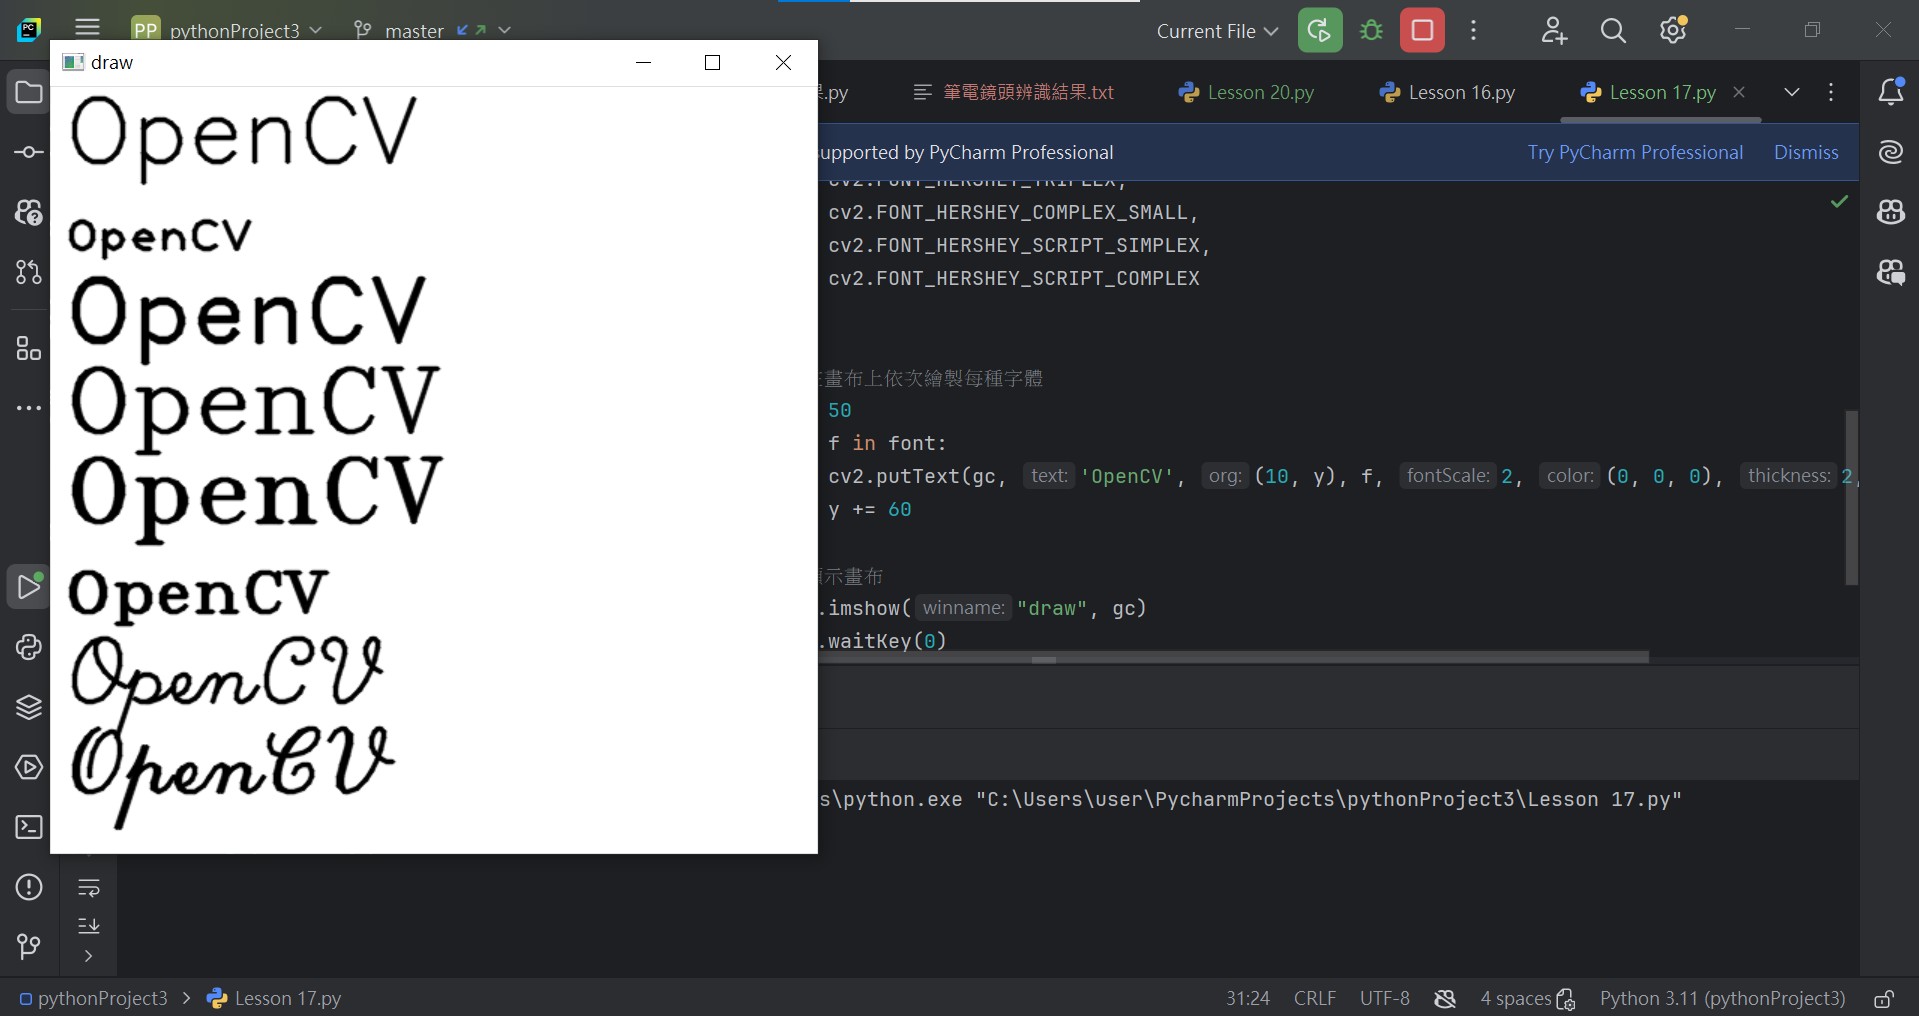 PC
PP pythonProject3
master
Current File
draw
.py
筆電鏡頭辨識結果.txt
Lesson 20.py
Lesson 16.py
Lesson 17.py
supported by PyCharm Professional
Try PyCharm Professional
Dismiss
OpenCV
OpenCV
OpenCV
OpenCV
OpenCV
OpenCV
OpenCV
OpenCV
cv2.FONT_HERSHEY_TRIPLEX,
cv2.FONT_HERSHEY_COMPLEX_SMALL,
cv2.FONT_HERSHEY_SCRIPT_SIMPLEX,
cv2.FONT_HERSHEY_SCRIPT_COMPLEX
畫布上依次繪製每種字體
50
f in font:
cv2.putText(gc, text: 'OpenCV', org: (10, y), f, fontScale: 2, color: (0, 0, 0), thickness: 2,
y += 60
示畫布
.imshow( winname: "draw", gc)
.waitKey(0)
s\python.exe "C:\Users\user\PycharmProjects\pythonProject3\Lesson 17.py"
pythonProject3 > Lesson 17.py
31:24
CRLF
UTF-8
4 spaces
Python 3.11 (pythonProject3)